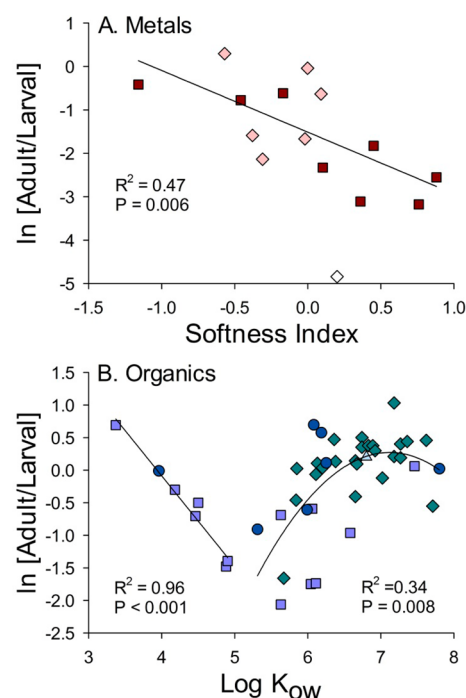 A. Metals
1
0
-1
-2
-3
-4
-5
ln [Adult/Larval]
R² = 0.47
P = 0.006
-1.5 -1.0 -0.5 0.0 0.5 1.0
Softness Index
B. Organics
1.5
1.0
0.5
0.0
-0.5
-1.0
-1.5
-2.0
-2.5
ln [Adult/Larval]
R² = 0.96
P < 0.001
R² =0.34
P = 0.008
3 4 5 6 7 8
Log KOW